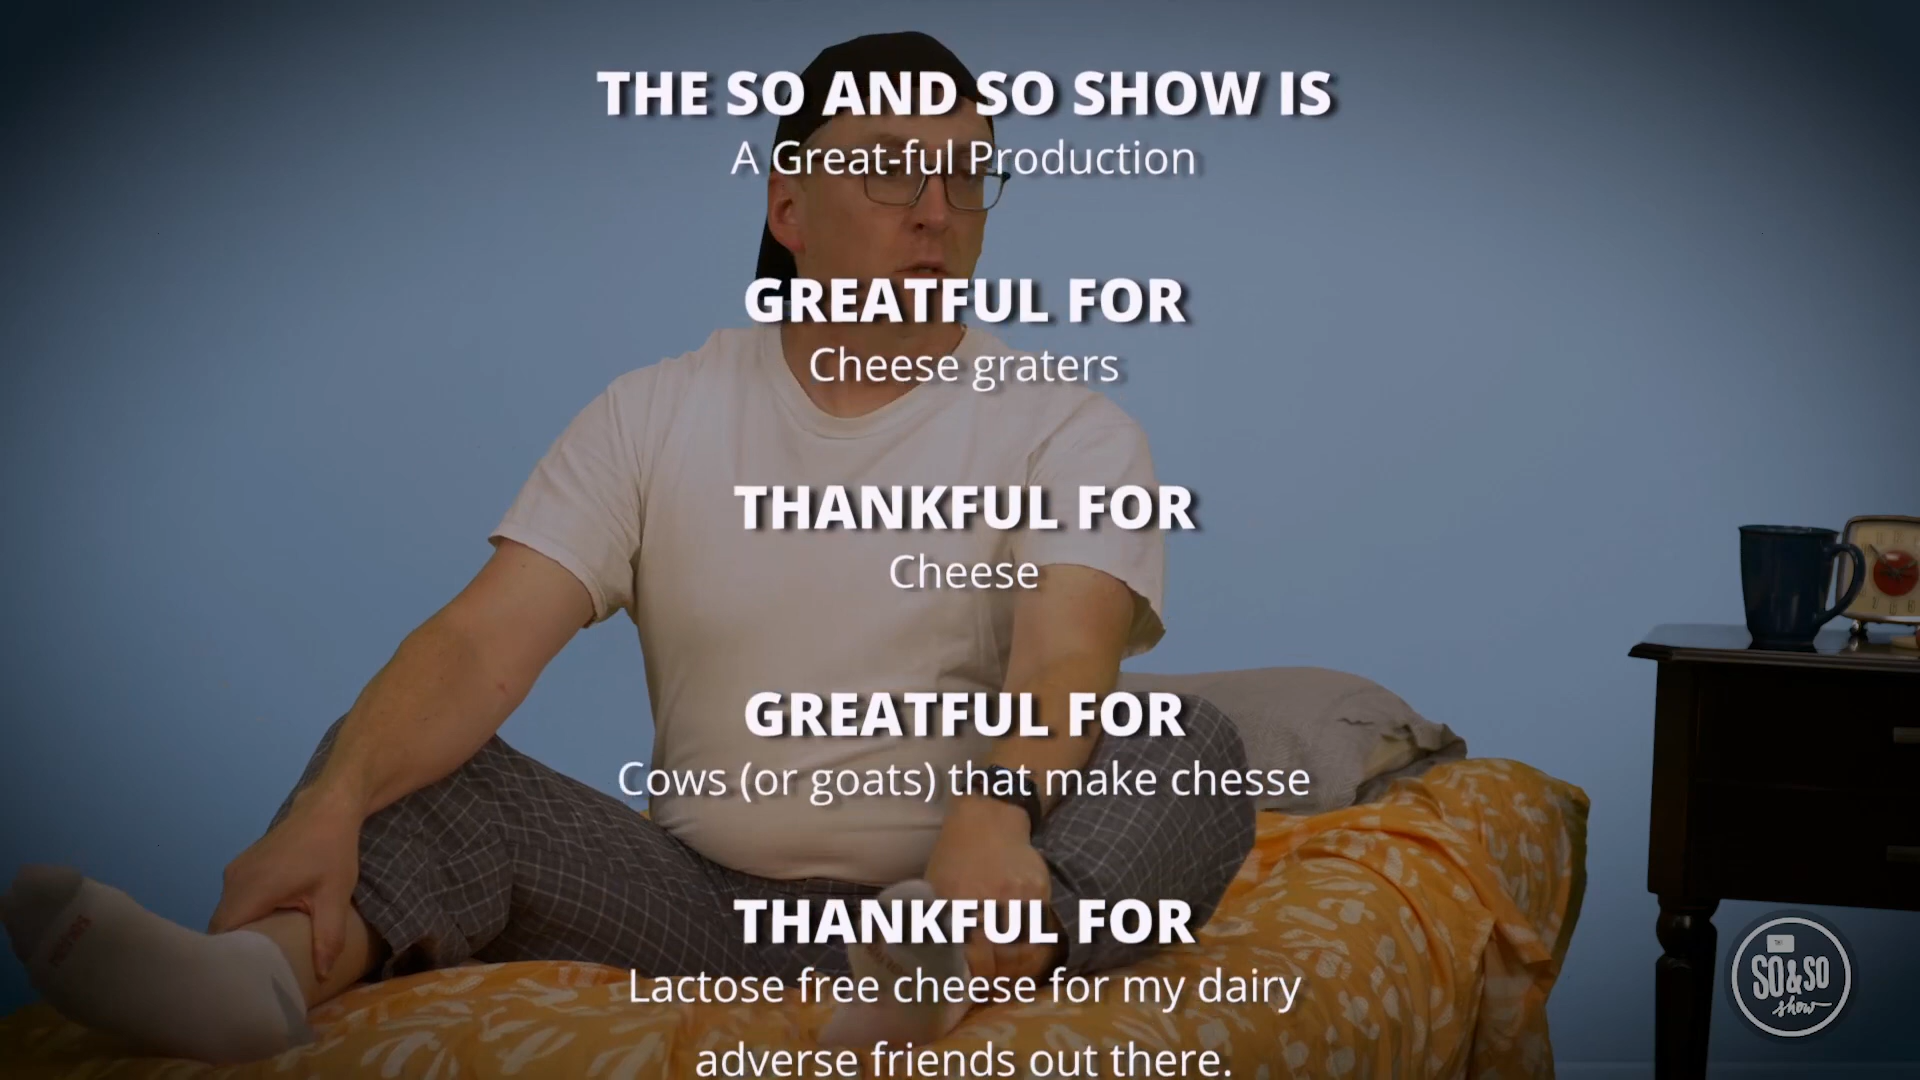 THE SO AND SO SHOW IS
A Great-ful Production
GREATFUL FOR
Cheese graters
THANKFUL FOR
Cheese
GREATFUL FOR
Cows (or goats) that make chesse
THANKFUL FOR
Lactose free cheese for my dairy
adverse friends out there.
SO&SO
show